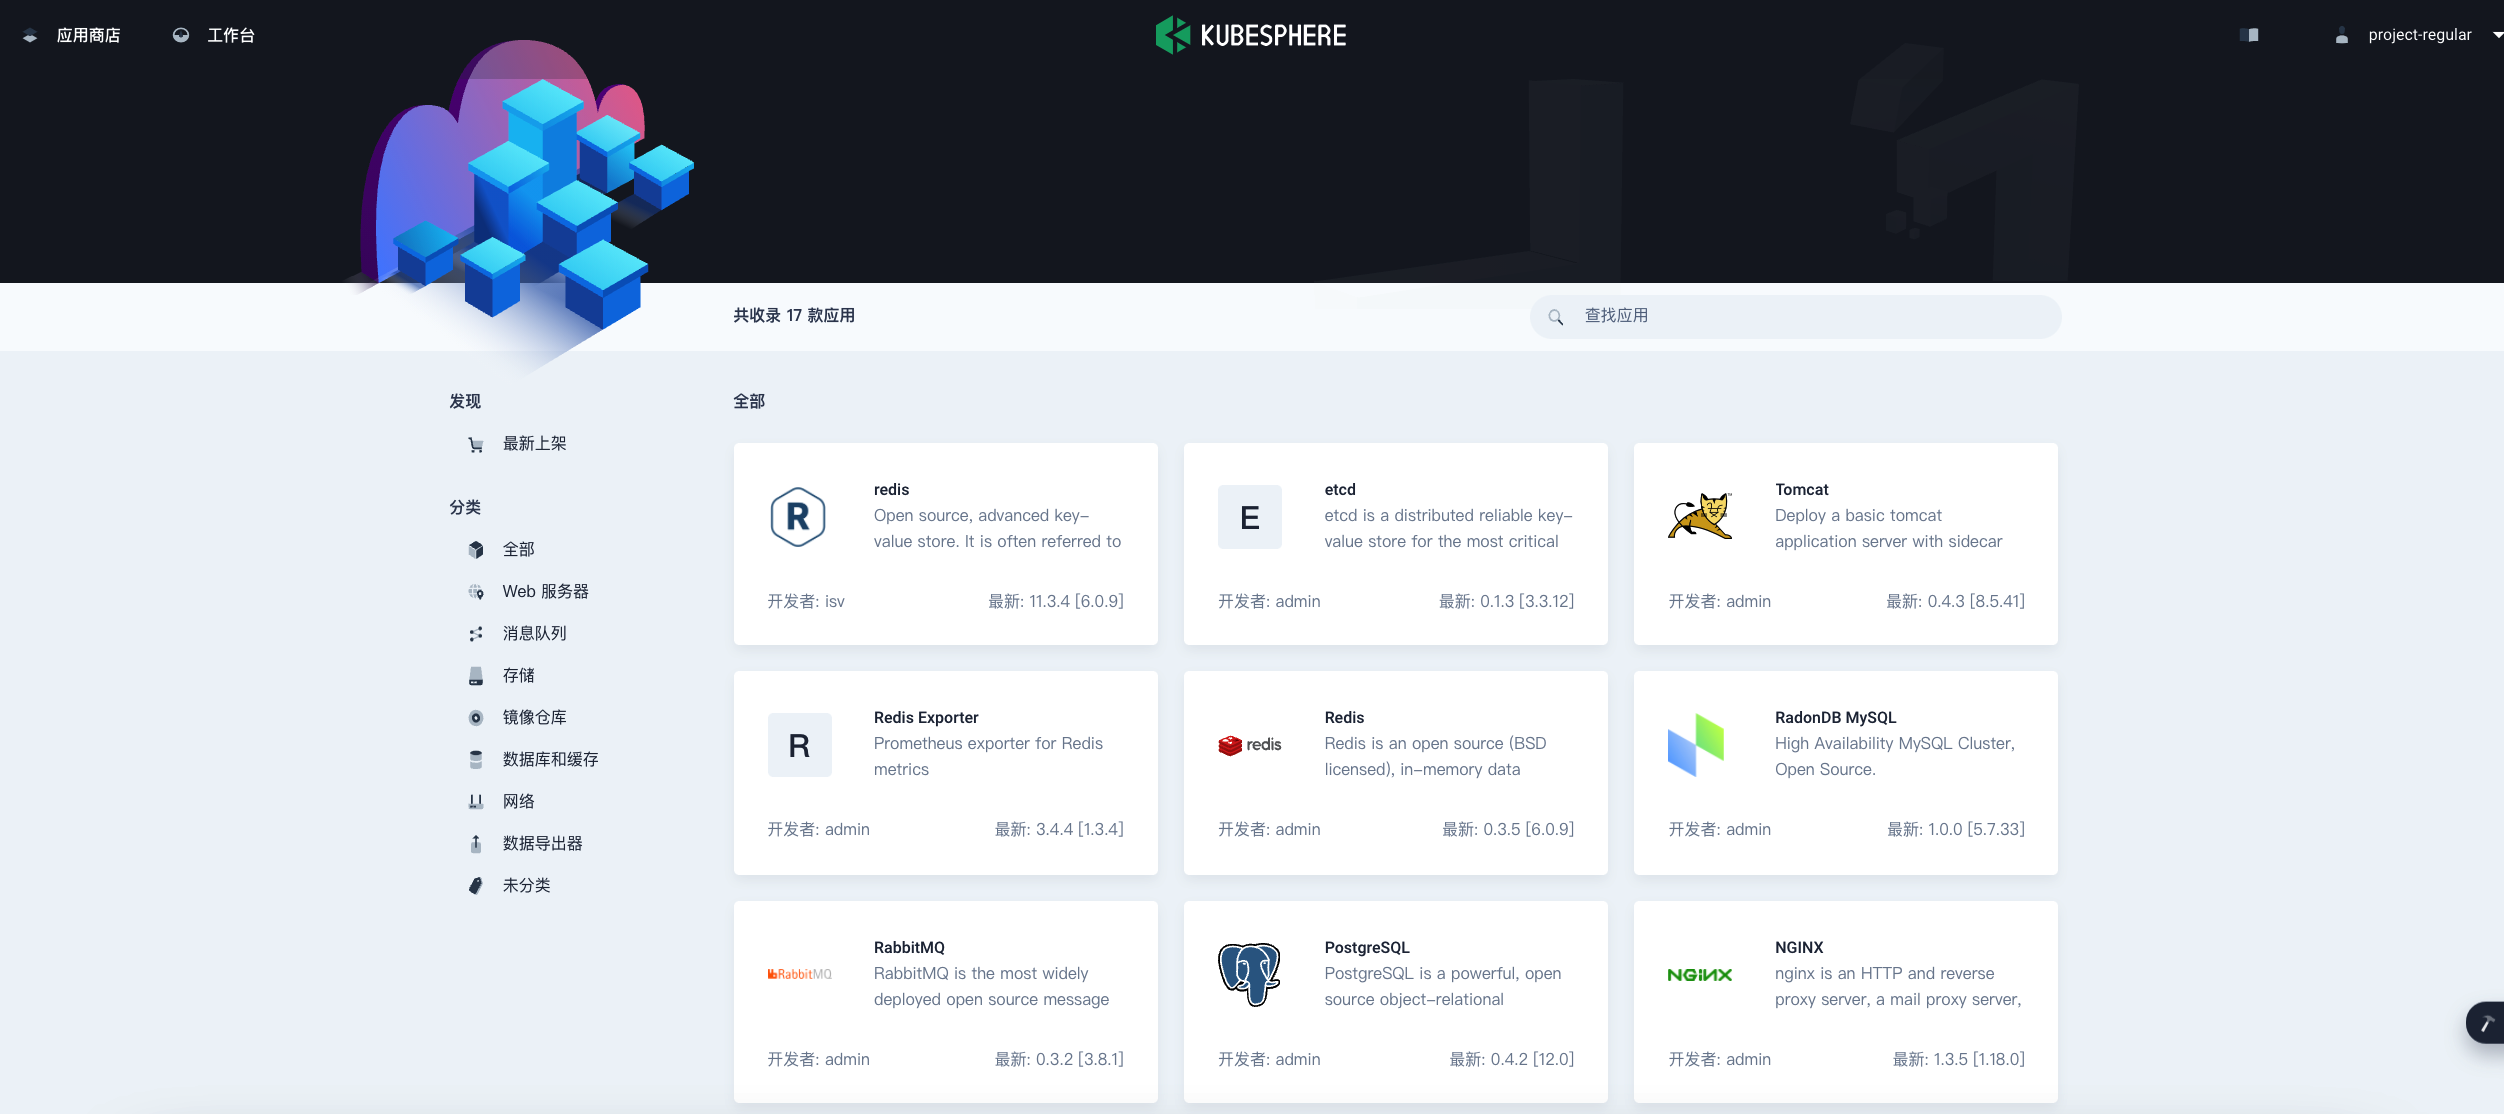 应用商店
工作台
KUBESPHERE
project-regular
共收录 17 款应用
查找应用
发现
最新上架
分类
全部
Web 服务器
消息队列
存储
镜像仓库
数据库和缓存
网络
数据导出器
未分类
全部
R
redis
Open source, advanced key-
value store. It is often referred to
开发者: isv
最新: 11.3.4 [6.0.9]
E
etcd
etcd is a distributed reliable key-
value store for the most critical
开发者: admin
最新: 0.1.3 [3.3.12]
Tomcat
Deploy a basic tomcat
application server with sidecar
开发者: admin
最新: 0.4.3 [8.5.41]
R
Redis Exporter
Prometheus exporter for Redis
metrics
开发者: admin
最新: 3.4.4 [1.3.4]
redis
Redis
Redis is an open source (BSD
licensed), in-memory data
开发者: admin
最新: 0.3.5 [6.0.9]
RadonDB MySQL
High Availability MySQL Cluster,
Open Source.
开发者: admin
最新: 1.0.0 [5.7.33]
RabbitMQ
RabbitMQ
RabbitMQ is the most widely
deployed open source message
开发者: admin
最新: 0.3.2 [3.8.1]
PostgreSQL
PostgreSQL is a powerful, open
source object-relational
开发者: admin
最新: 0.4.2 [12.0]
NGINX
NGINX
nginx is an HTTP and reverse
proxy server, a mail proxy server,
开发者: admin
最新: 1.3.5 [1.18.0]